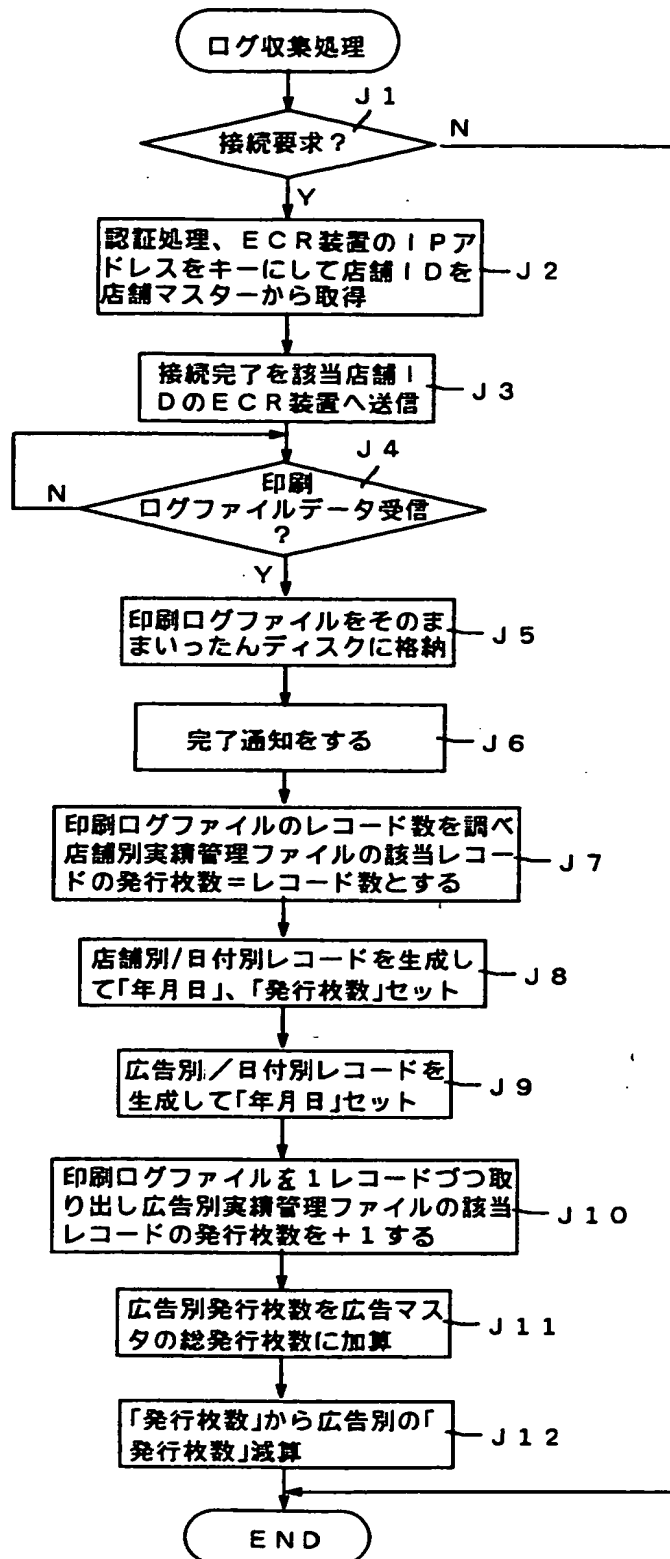 ログ収集処理
J1
接続要求?
N
Y
認証処理、ECR装置のIPア
ドレスをキーにして店舗IDを
店舗マスターから取得
J2
接続完了を該当店舗I
DのECR装置へ送信
J3
J4
印刷
ログファイルデータ受信
?
N
Y
印刷ログファイルをそのま
まいったんディスクに格納
J5
完了通知をする
J6
印刷ログファイルのレコード数を調べ
店舗別実績管理ファイルの該当レコー
ドの発行枚数=レコード数とする
J7
店舗別/日付別レコードを生成し
て「年月日」、「発行枚数」セット
J8
広告別/日付別レコードを
生成して「年月日」セット
J9
印刷ログファイルを1レコードづつ取
り出し広告別実績管理ファイルの該当
レコードの発行枚数を+1する
J10
広告別発行枚数を広告マス
タの総発行枚数に加算
J11
「発行枚数」から広告別の「
発行枚数」減算
J12
END